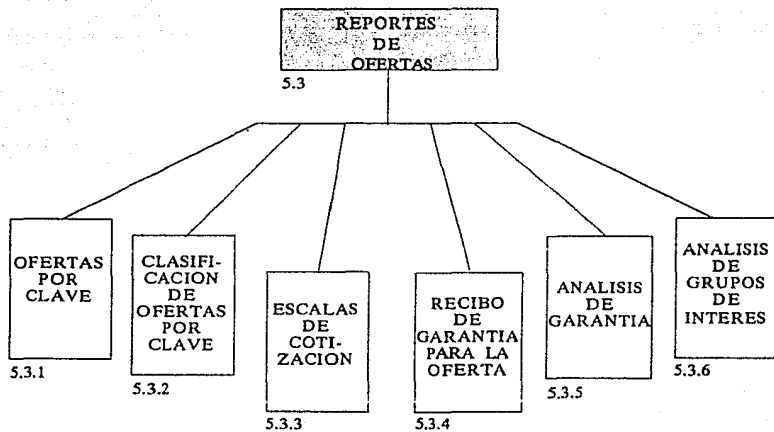 REPORTES
DE
OFERTAS
5.3
OFERTAS
POR
CLAVE
5.3.1
CLASIFI-
CACION
DE
OFERTAS
POR
CLAVE
5.3.2
ESCALAS
DE
COTI-
ZACION
5.3.3
RECIBO
DE
GARANTIA
PARA LA
OFERTA
5.3.4
ANALISIS
DE
GARANTIA
5.3.5
ANALISIS
DE
GRUPOS
DE
INTERES
5.3.6